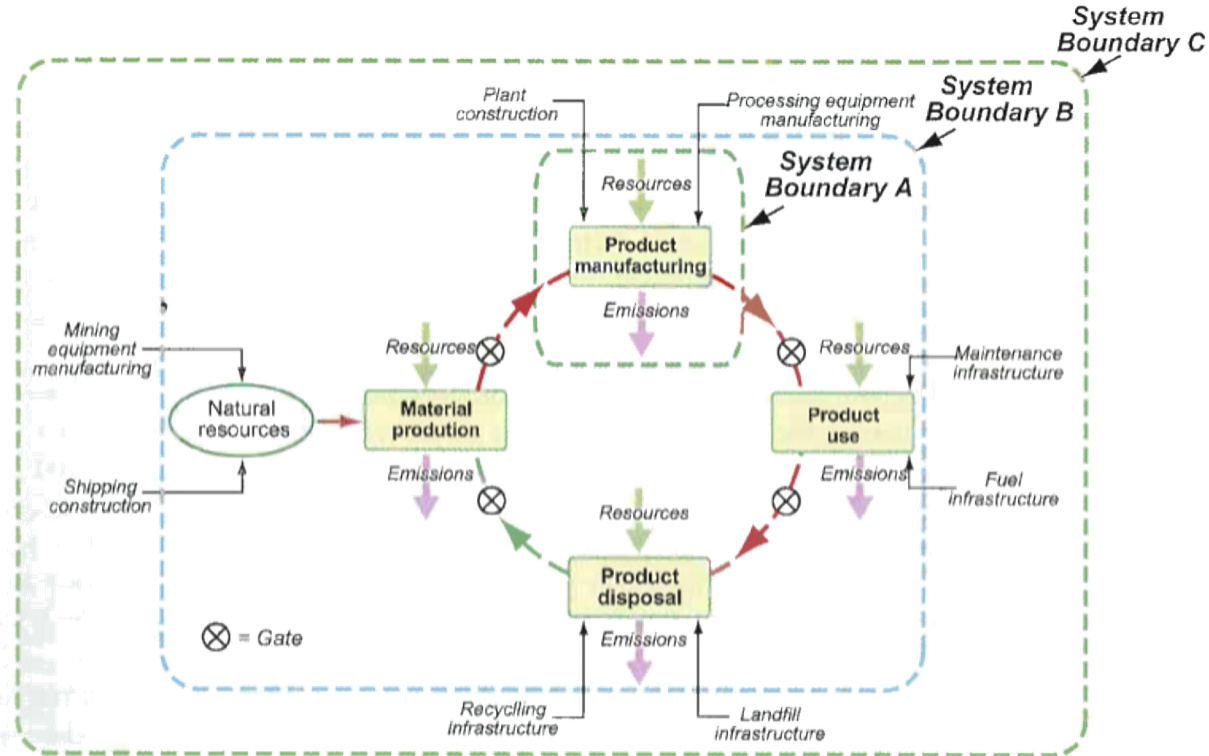 System
Boundary C
System
Boundary B
Plant
construction
Processing equipment
manufacturing
System
Boundary A
Resources
Product
manufacturing
Emissions
Mining
equipment
manufacturing
Resources
Resources
Maintenance
infrastructure
Natural
resources
Material
prodution
Product
use
Shipping
construction
Emissions
Emissions
Fuel
infrastructure
Resources
Product
disposal
= Gate
Emissions
Recyclling
infrastructure
Landfill
infrastructure